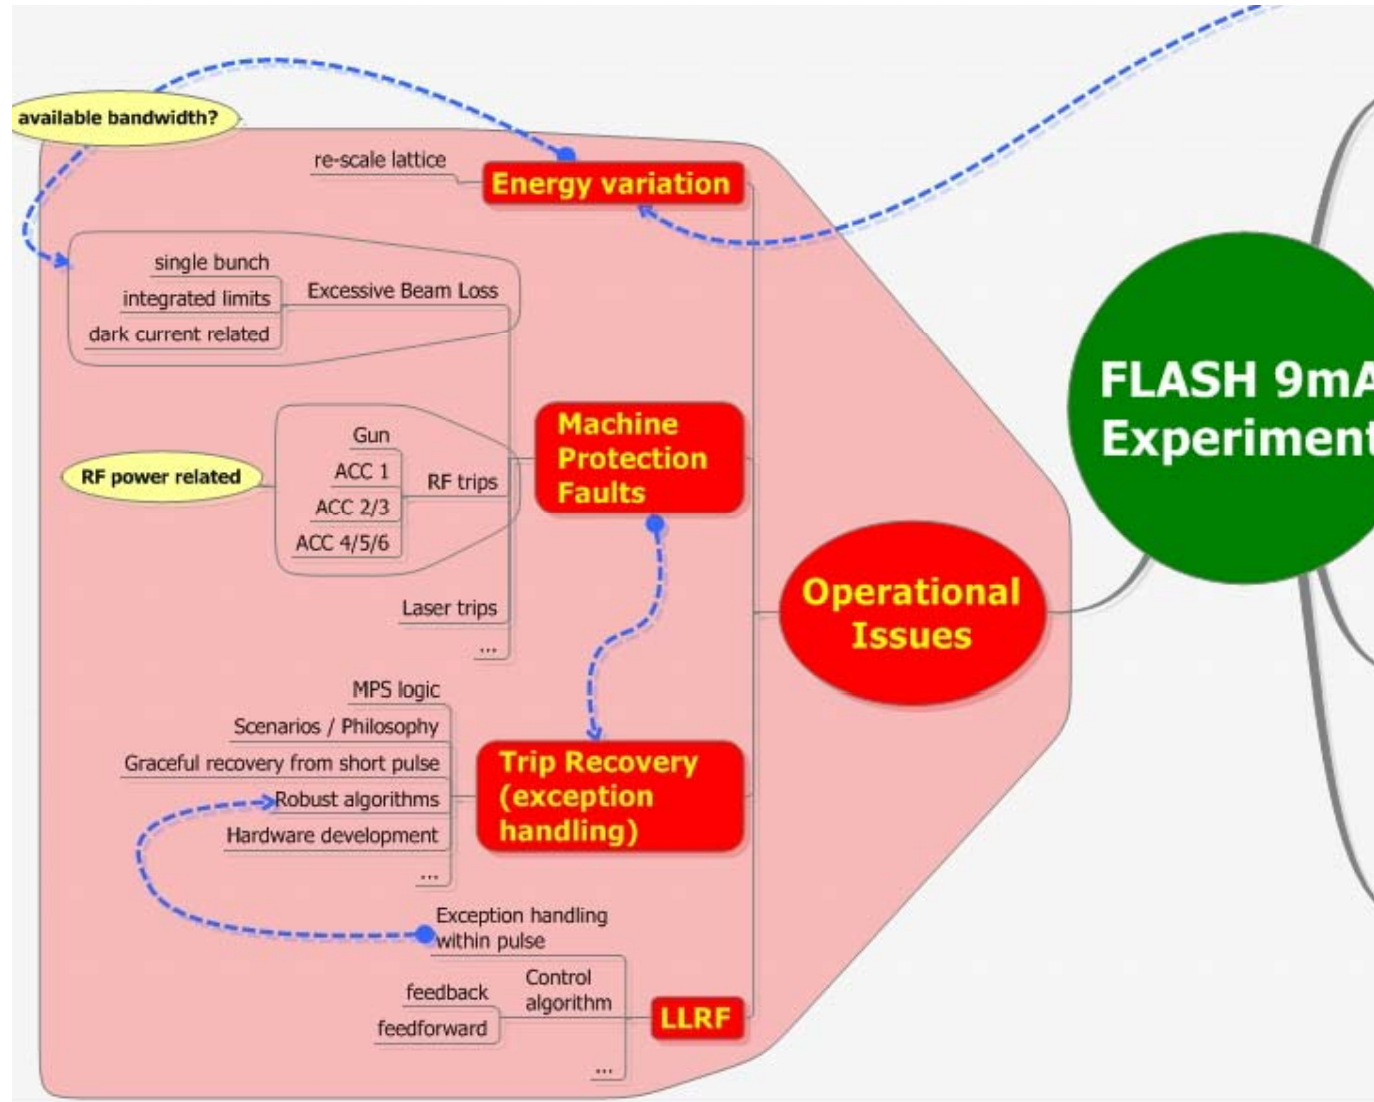 available bandwidth?
re-scale lattice
Energy variation
single bunch
integrated limits
dark current related
Excessive Beam Loss
Machine
Protection
Faults
RF power related
Gun
ACC 1
ACC 2/3
ACC 4/5/6
RF trips
Laser trips
...
MPS logic
Scenarios / Philosophy
Graceful recovery from short pulse
Robust algorithms
Hardware development
...
Trip Recovery
(exception
handling)
Exception handling
within pulse
Control
algorithm
feedback
feedforward
...
LLRF
Operational
Issues
FLASH 9mA
Experiment